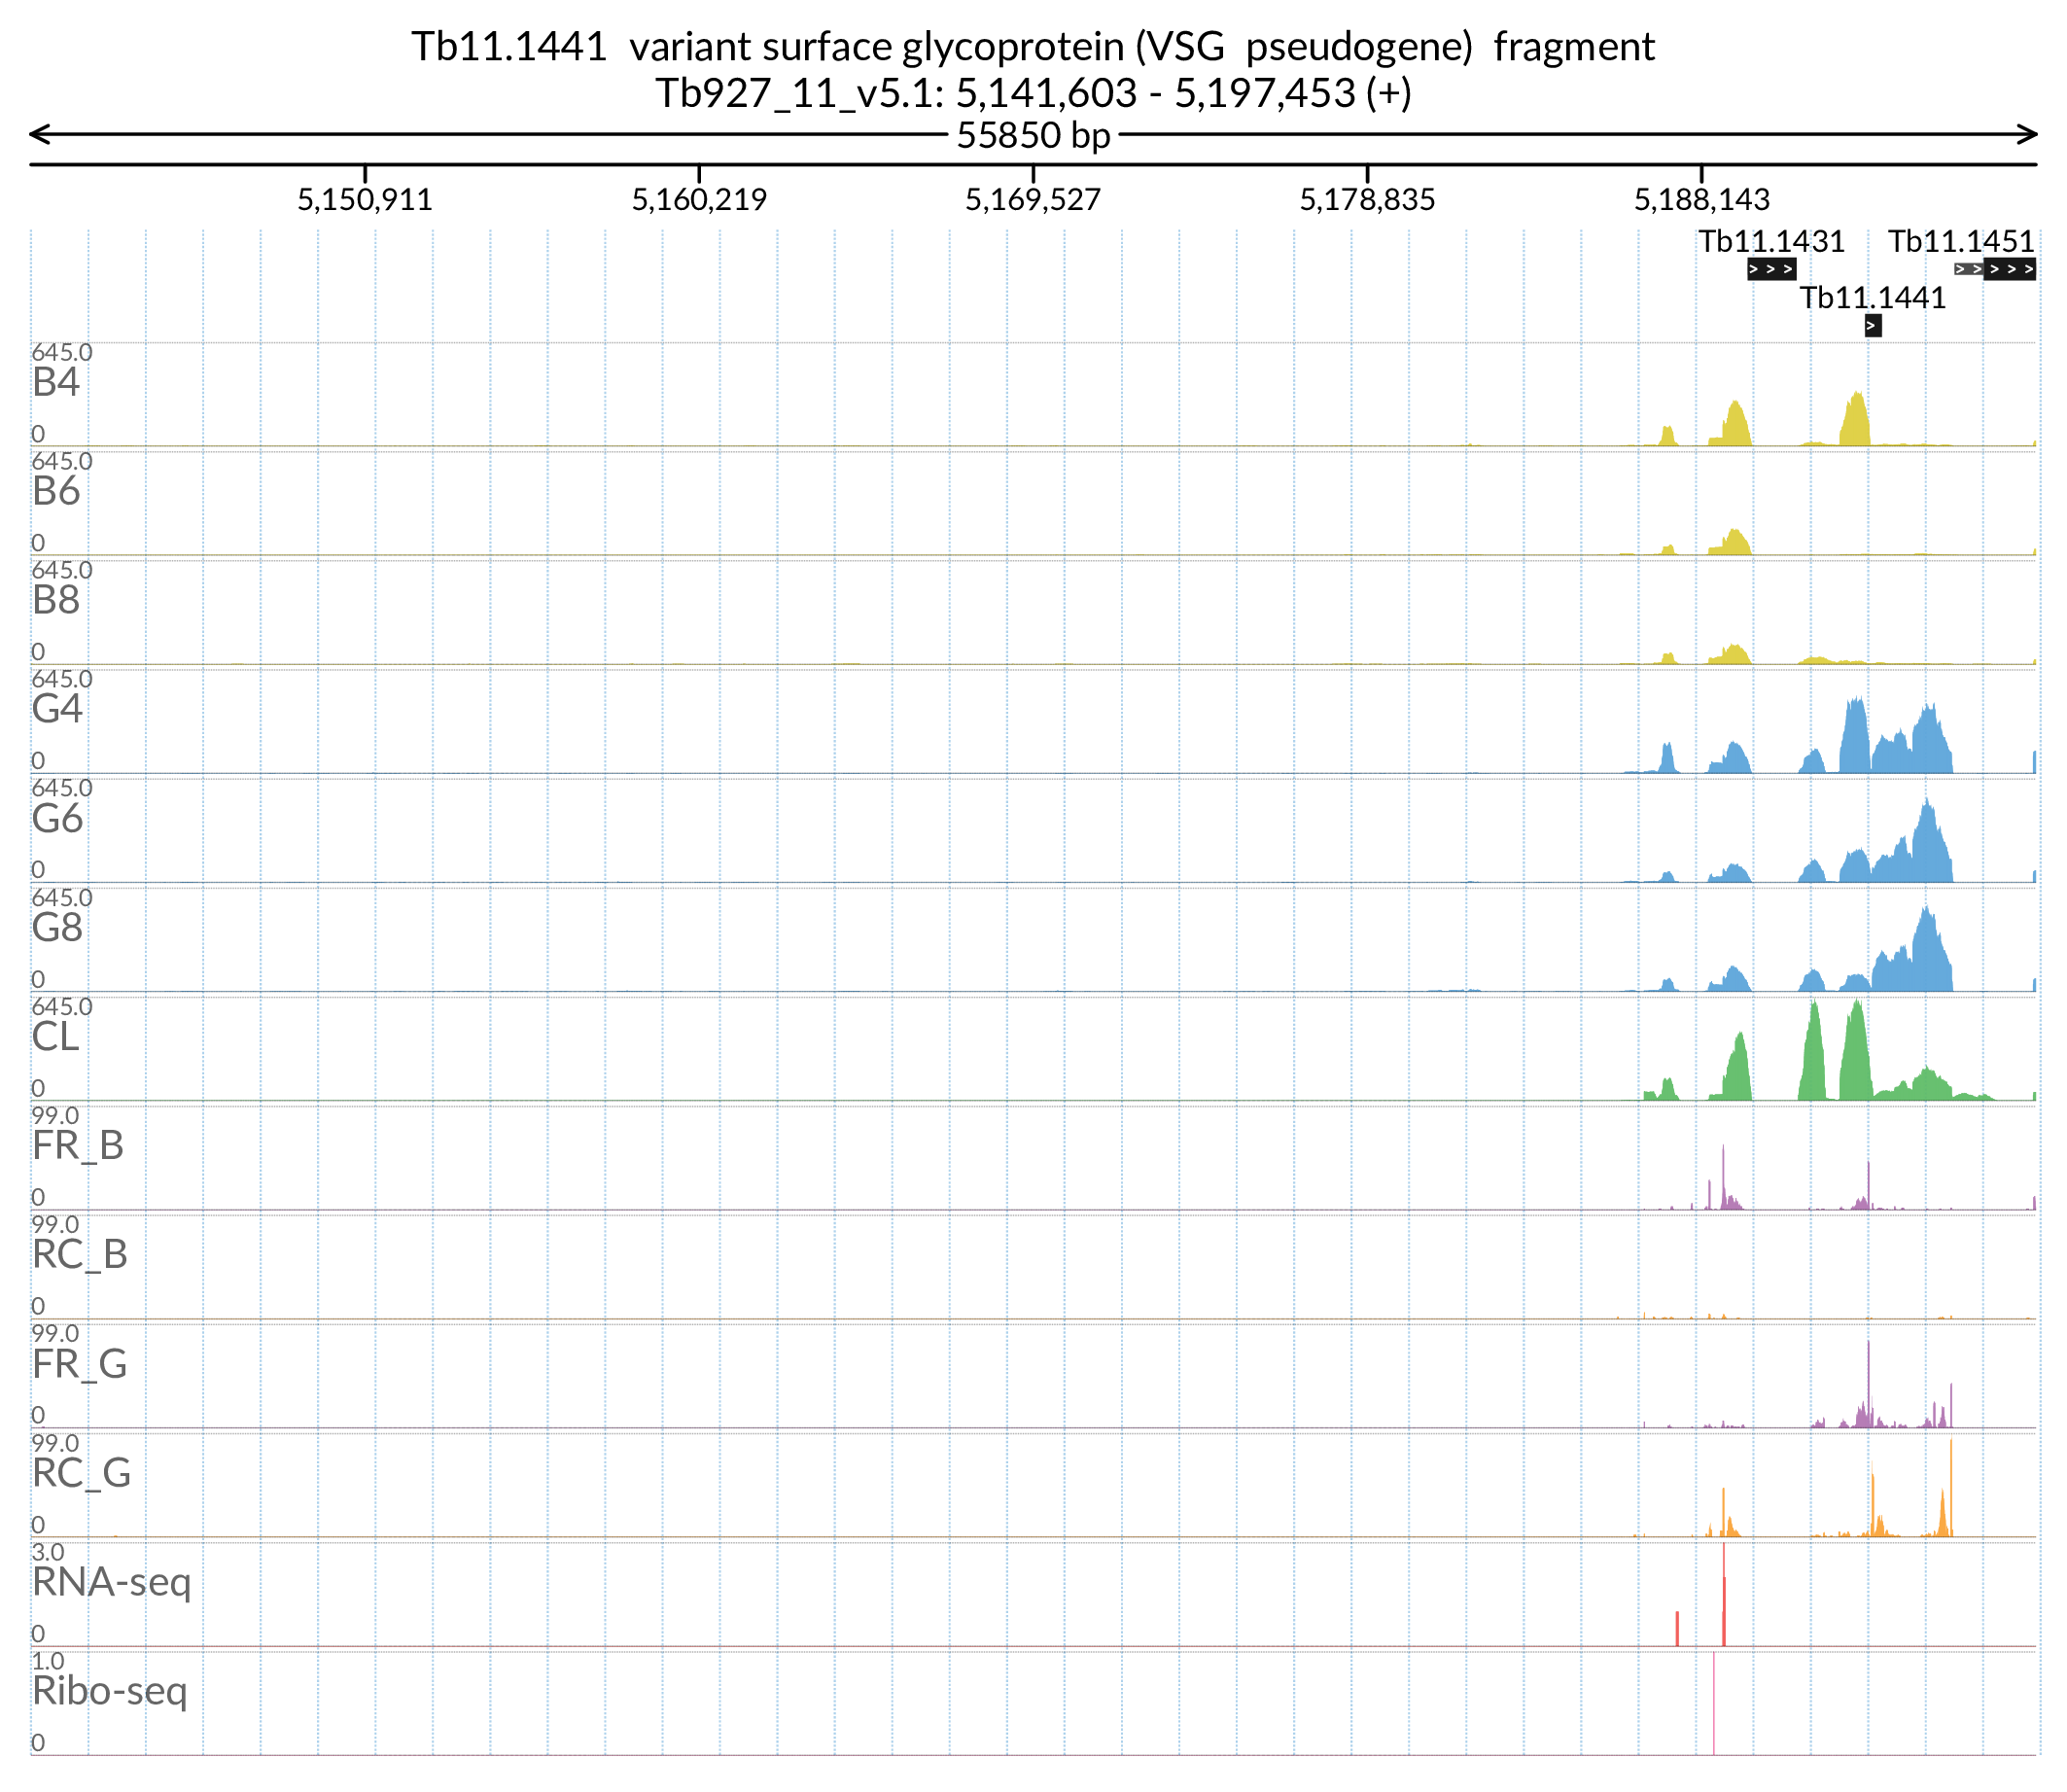 Tb11.1441 variant surface glycoprotein (VSG pseudogene) fragment
Tb927_11_v5.1: 5,141,603 - 5,197,453 (+)
55850 bp
5,150,911 5,160,219 5,169,527 5,178,835 5,188,143
Tb11.1431 Tb11.1451
Tb11.1441
645.0
B4
0
645.0
B6
0
645.0
B8
0
645.0
G4
0
645.0
G6
0
645.0
G8
0
645.0
CL
0
99.0
FR_B
0
99.0
RC_B
0
99.0
FR_G
0
99.0
RC_G
0
3.0
RNA-seq
0
1.0
Ribo-seq
0